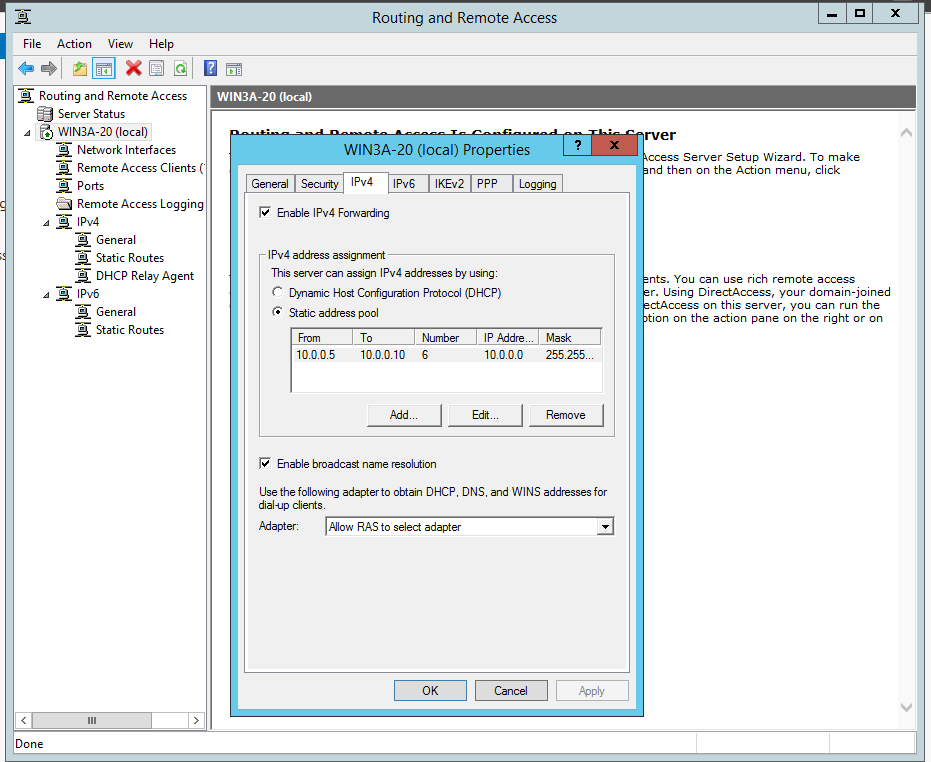 Routing and Remote Access
File Action View Help
Routing and Remote Access
Server Status
WIN3A-20 (local)
Network Interfaces
Remote Access Clients (
Ports
Remote Access Logging
IPv4
General
Static Routes
DHCP Relay Agent
IPv6
General
Static Routes
WIN3A-20 (local)
Routing and Remote Access Is Configured on This Server
Access Server Setup Wizard. To make
and then on the Action menu, click
ents. You can use rich remote access
er. Using DirectAccess, your domain-joined
ectAccess on this server, you can run the
ption on the action pane on the right or on
WIN3A-20 (local) Properties
? X
General Security IPv4 IPv6 IKEv2 PPP Logging
Enable IPv4 Forwarding
IPv4 address assignment
This server can assign IPv4 addresses by using:
Dynamic Host Configuration Protocol (DHCP)
Static address pool
From To Number IP Addre... Mask
10.0.0.5 10.0.0.10 6 10.0.0.0 255.255...
Add... Edit... Remove
Enable broadcast name resolution
Use the following adapter to obtain DHCP, DNS, and WINS addresses for
dial-up clients.
Adapter: Allow RAS to select adapter
OK Cancel Apply
Done